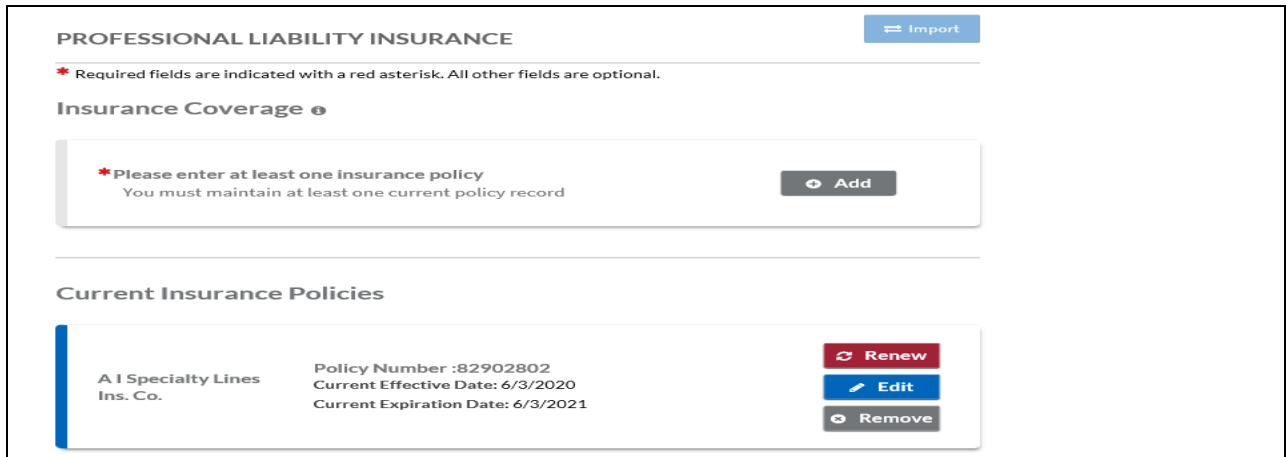 PROFESSIONAL LIABILITY INSURANCE
Import
* Required fields are indicated with a red asterisk. All other fields are optional.
Insurance Coverage
* Please enter at least one insurance policy
You must maintain at least one current policy record
Add
Current Insurance Policies
A I Specialty Lines
Ins. Co.
Policy Number :82902802
Current Effective Date: 6/3/2020
Current Expiration Date: 6/3/2021
Renew
Edit
Remove